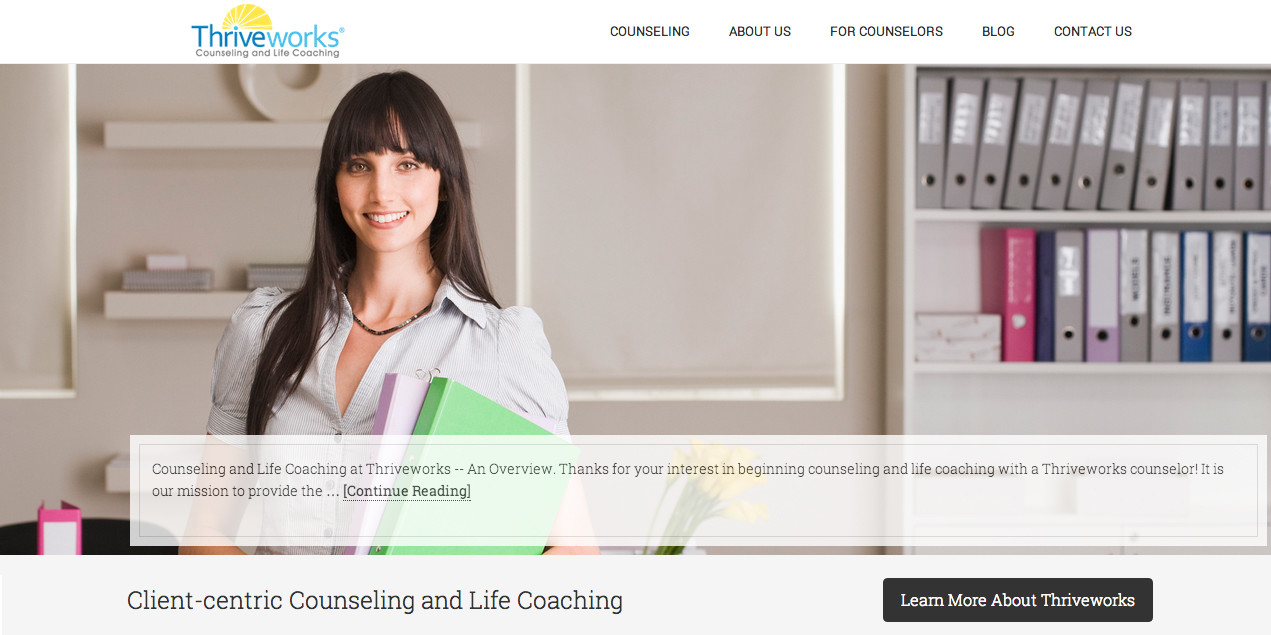 Thriveworks®
Counseling and Life Coaching
COUNSELING
ABOUT US
FOR COUNSELORS
BLOG
CONTACT US
Counseling and Life Coaching at Thriveworks -- An Overview. Thanks for your interest in beginning counseling and life coaching with a Thriveworks counselor! It is
our mission to provide the … [Continue Reading]
Client-centric Counseling and Life Coaching
Learn More About Thriveworks